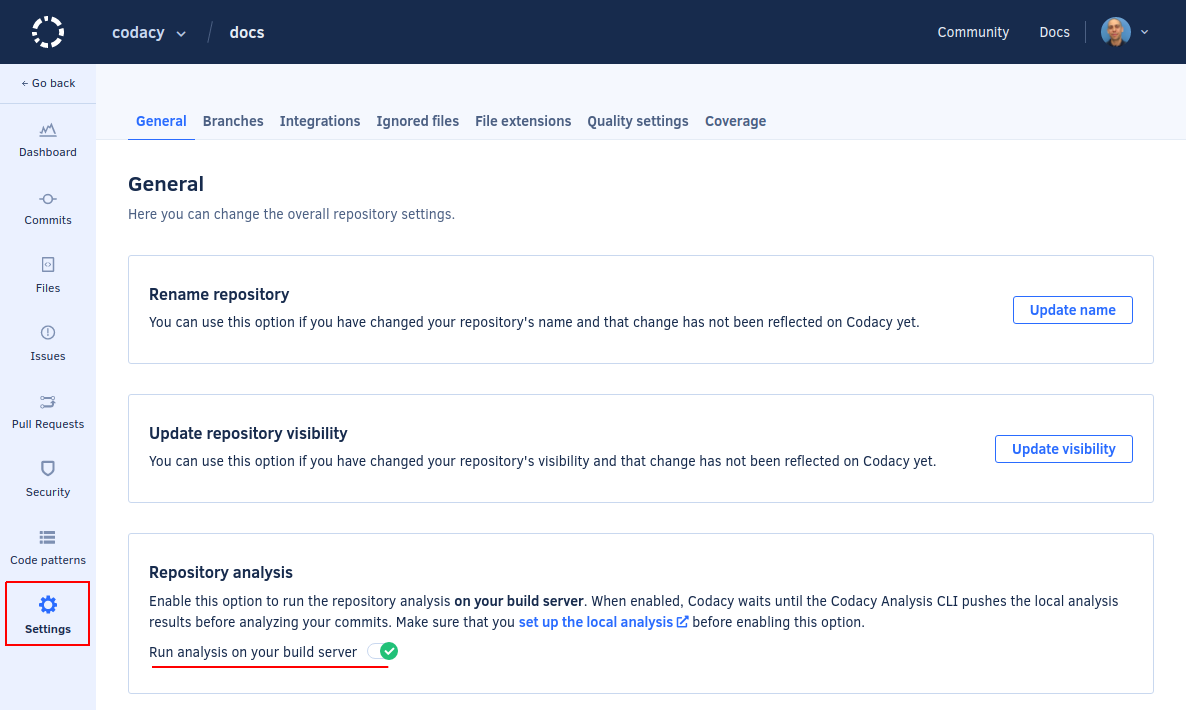 codacy / docs
Community
Docs
← Go back
Dashboard
Commits
Files
Issues
Pull Requests
Security
Code patterns
Settings
General Branches Integrations Ignored files File extensions Quality settings Coverage
General
Here you can change the overall repository settings.
Rename repository
You can use this option if you have changed your repository's name and that change has not been reflected on Codacy yet.
Update name
Update repository visibility
You can use this option if you have changed your repository's visibility and that change has not been reflected on Codacy yet.
Update visibility
Repository analysis
Enable this option to run the repository analysis on your build server. When enabled, Codacy waits until the Codacy Analysis CLI pushes the local analysis
results before analyzing your commits. Make sure that you set up the local analysis before enabling this option.
Run analysis on your build server